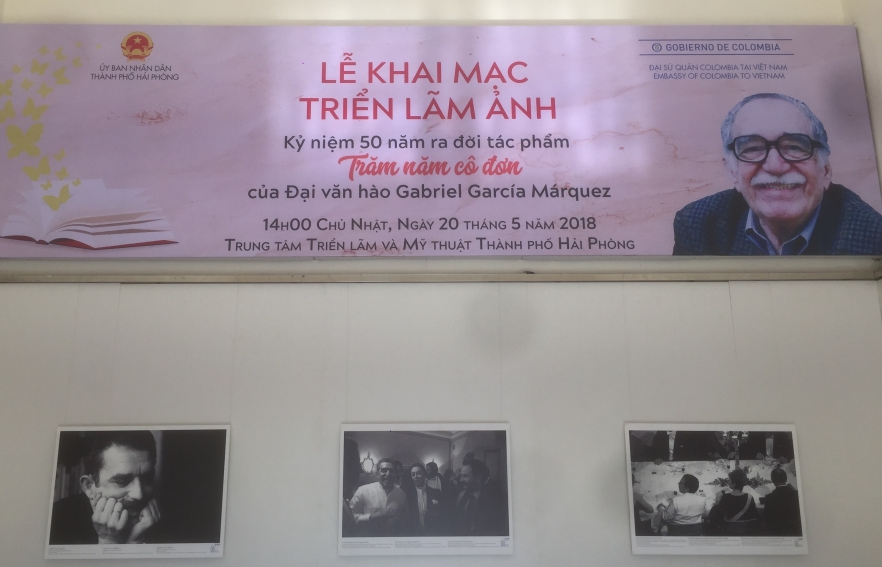 ỦY BAN NHÂN DÂN
THÀNH PHỐ HẢI PHÒNG
LỄ KHAI MẠC
TRIỂN LÃM ẢNH
Kỷ niệm 50 năm ra đời tác phẩm
Trăm năm cô đơn
của Đại văn hào Gabriel García Márquez
14H00 CHỦ NHẬT, NGÀY 20 THÁNG 5 NĂM 2018
TRUNG TÂM TRIỂN LÃM VÀ MỸ THUẬT THÀNH PHỐ HẢI PHÒNG
GOBIERNO DE COLOMBIA
ĐẠI SỨ QUÁN COLOMBIA TẠI VIỆT NAM
EMBASSY OF COLOMBIA TO VIETNAM